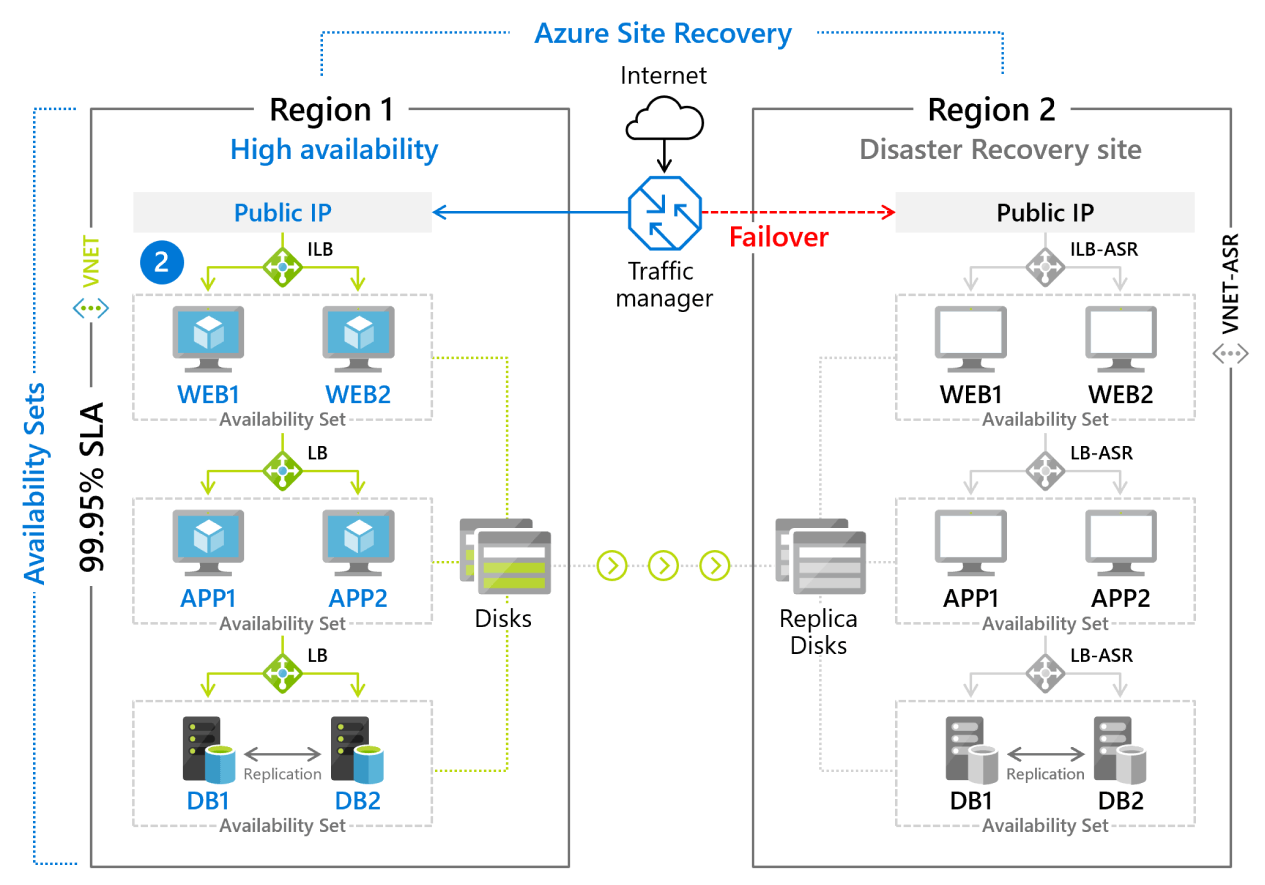 Azure Site Recovery
Internet
Traffic
manager
Failover
Availability Sets
99.95% SLA
VNET
Region 1
High availability
Public IP
2
ILB
WEB1
WEB2
Availability Set
LB
APP1
APP2
Availability Set
LB
Replication
DB1
DB2
Availability Set
Disks
Region 2
Disaster Recovery site
Public IP
ILB-ASR
WEB1
WEB2
Availability Set
LB-ASR
APP1
APP2
Availability Set
LB-ASR
Replication
DB1
DB2
Availability Set
Replica
Disks
VNET-ASR